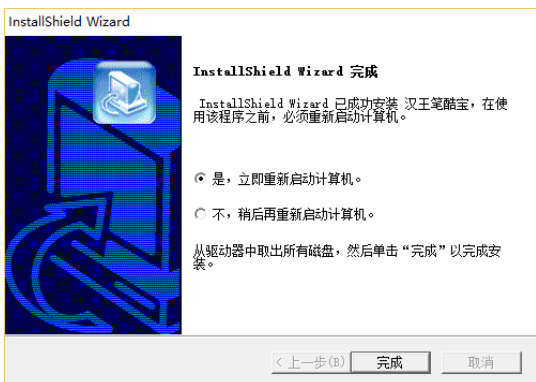 InstallShield Wizard
InstallShield Wizard 完成
InstallShield Wizard 已成功安装 汉王笔酷宝，在使
用该程序之前，必须重新启动计算机。
是，立即重新启动计算机。
不，稍后再重新启动计算机。
从驱动器中取出所有磁盘，然后单击“完成”以完成安
装。
< 上一步(B) 完成 取消